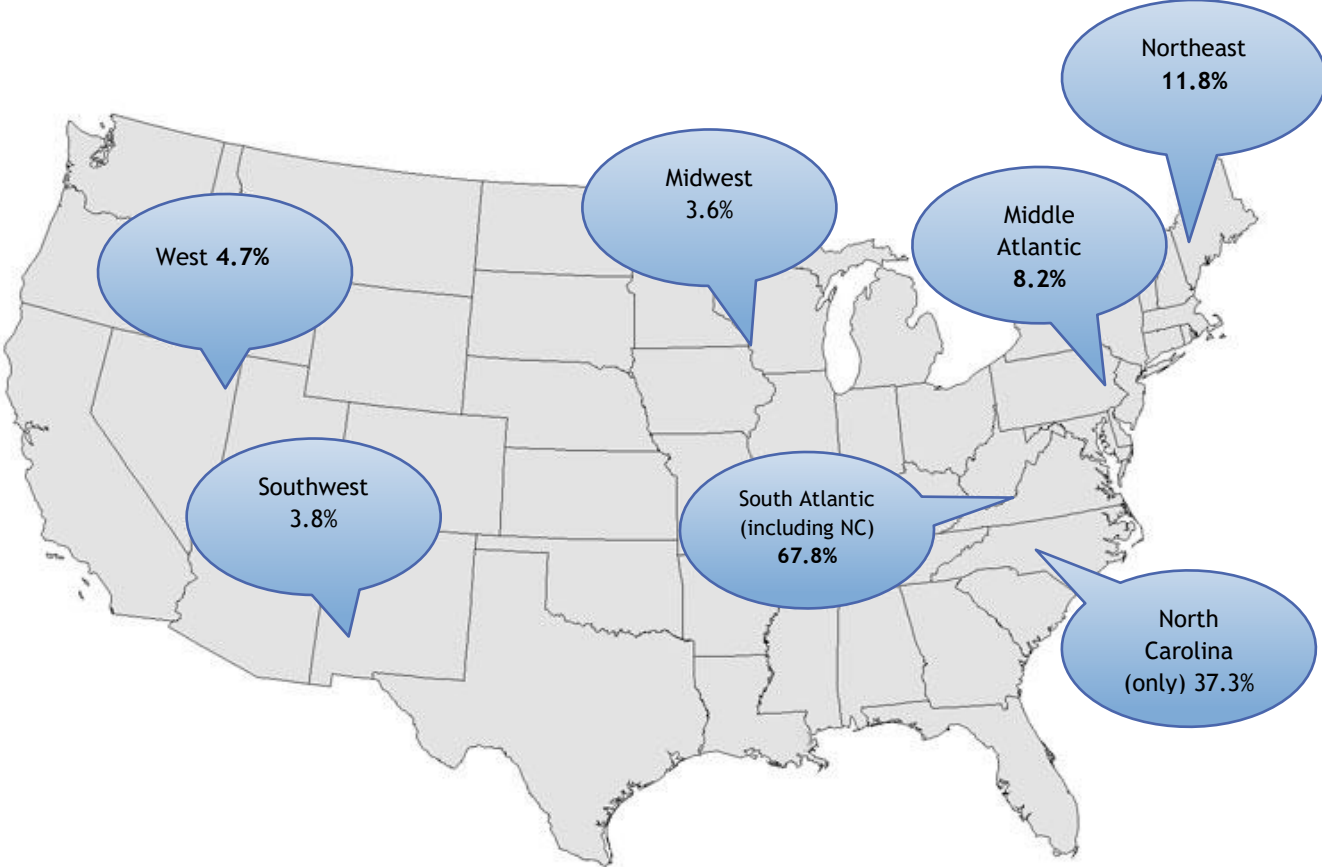 Northeast
11.8%
Midwest
3.6%
Middle
Atlantic
8.2%
West 4.7%
Southwest
3.8%
South Atlantic
(including NC)
67.8%
North
Carolina
(only) 37.3%